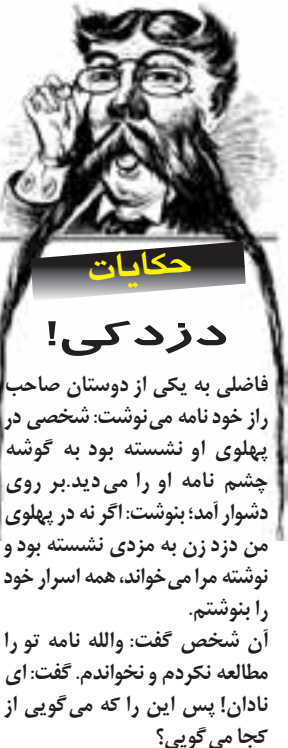 حکایات
دزدکی!
فاضلی به یکی از دوستان صاحب
راز خود نامه می‌نوشت: شخصی در
پهلوی او نشسته بود به گوشه
چشم نامه او را می‌دید.بر روی
دشوار آمد؛ بنوشت: اگر نه در پهلوی
من دزد زن به مزدی نشسته بود و
نوشته مرا می‌خواند، همه اسرار خود
را بنوشتم.
آن شخص گفت: والله نامه تو را
مطالعه نکردم و نخواندم. گفت: ای
نادان! پس این را که می‌گویی از
کجا می‌گویی؟